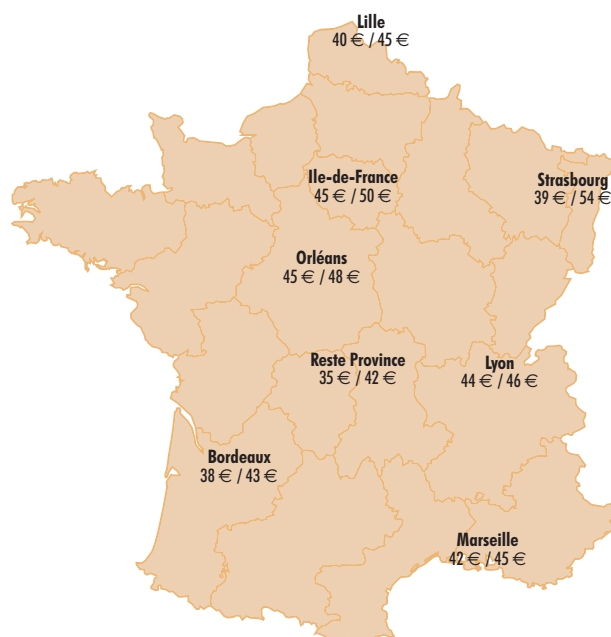 Lille
40 € / 45 €
Ile-de-France
45 € / 50 €
Strasbourg
39 € / 54 €
Orléans
45 € / 48 €
Reste Province
35 € / 42 €
Lyon
44 € / 46 €
Bordeaux
38 € / 43 €
Marseille
42 € / 45 €